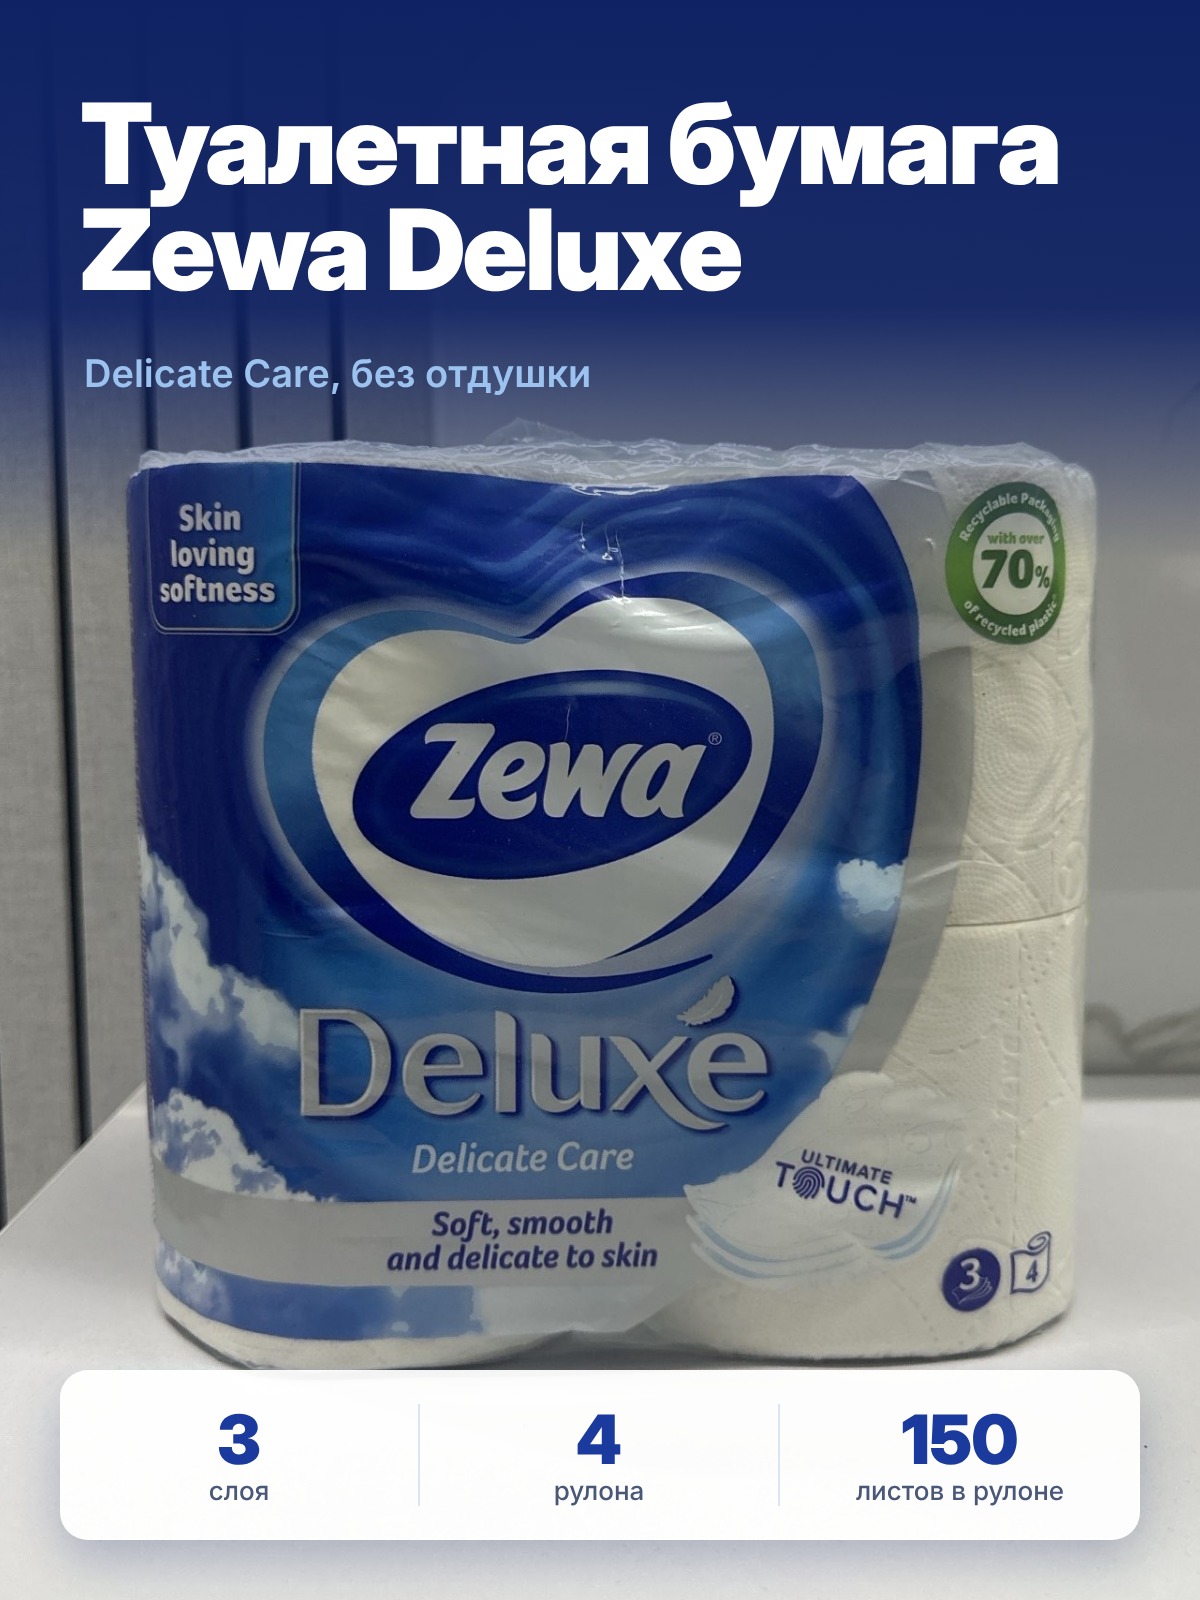 Туалетная бумага
Zewa Deluxe
Delicate Care, без отдушки
Skin
loving
softness
Recyclable Packaging
with over
70%
of recycled plastic
Zewa®
Deluxe
Delicate Care
ULTIMATE
TOUCH™
Soft, smooth
and delicate to skin
3
4
3
4
150
слоя
рулона
листов в рулоне